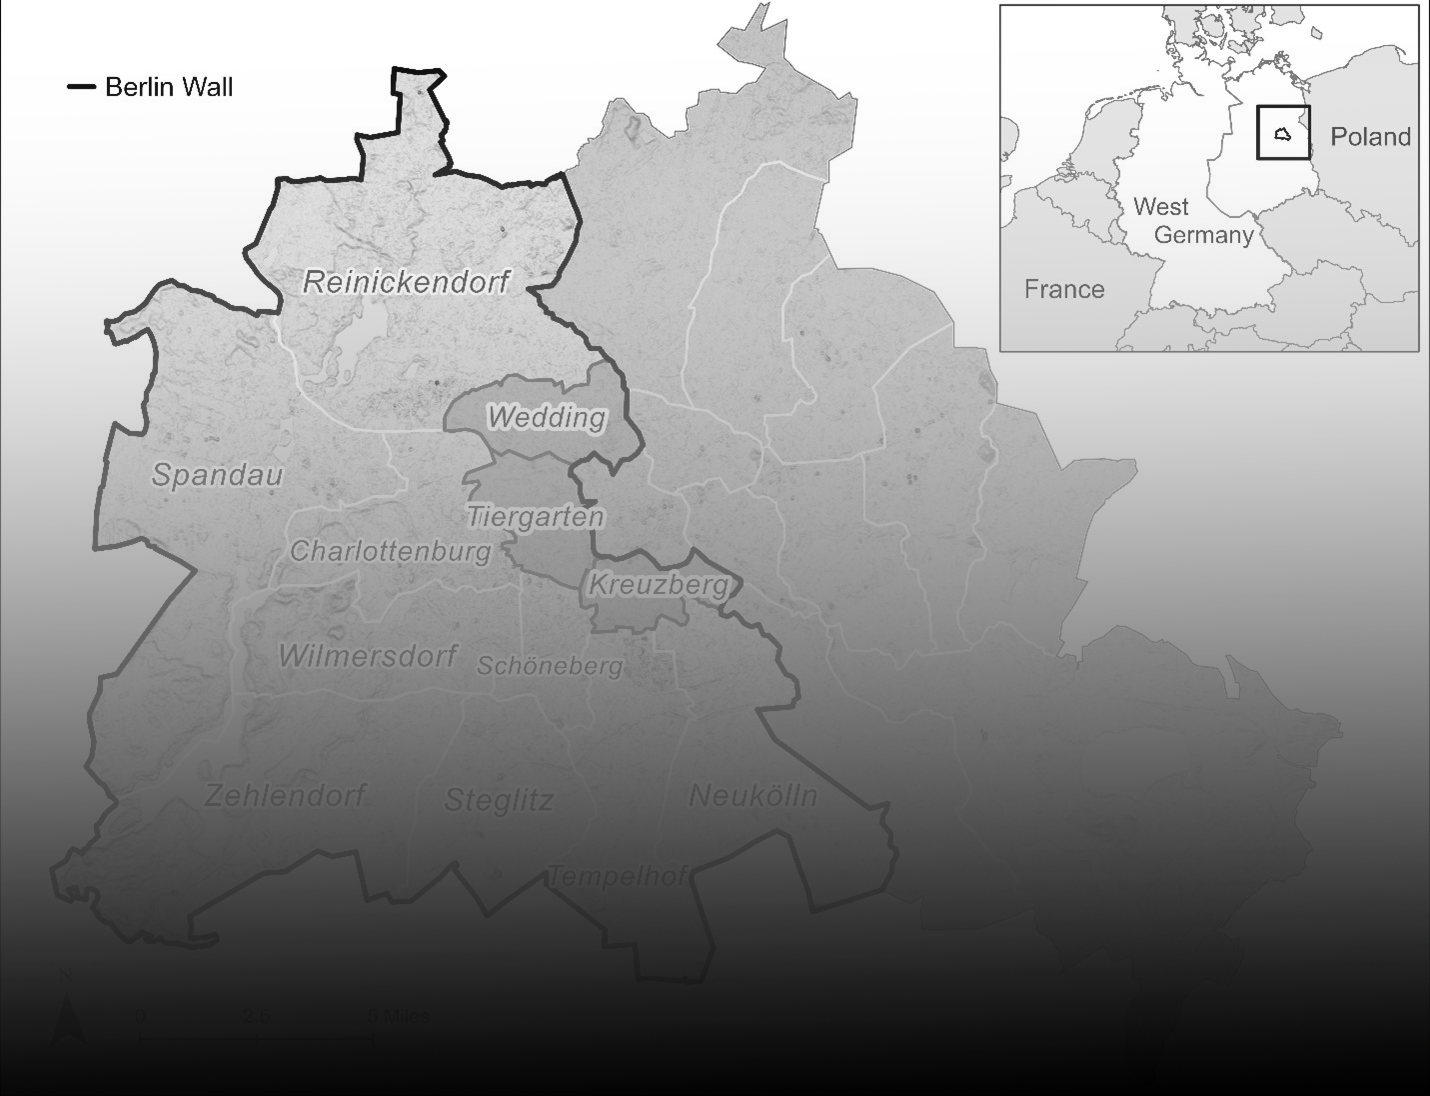 Berlin Wall
Poland
West
Germany
France
Reinickendorf
Wedding
Spandau
Tiergarten
Charlottenburg
Kreuzberg
Wilmersdorf
Schöneberg
Zehlendorf
Steglitz
Neukölln
Tempelhof
N
0 2.5 5 Miles